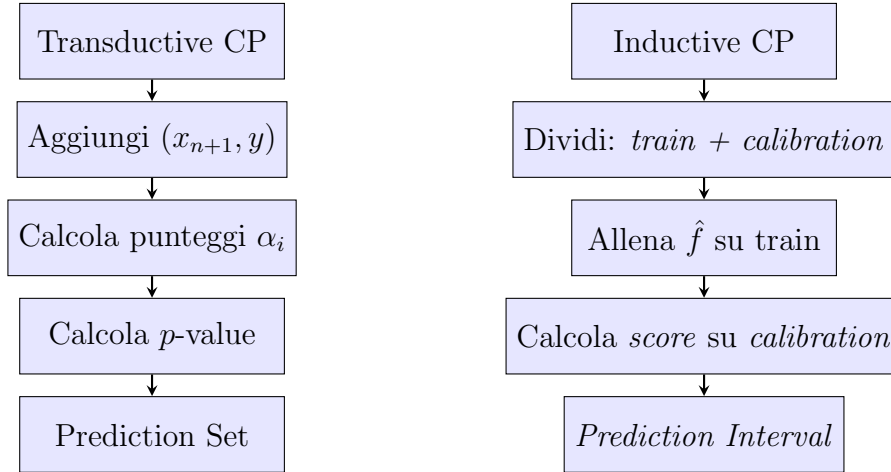 Transductive CP
Aggiungi (x_{n+1}, y)
Calcola punteggi α_i
Calcola p-value
Prediction Set
Inductive CP
Dividi: train + calibration
Allena f̂ su train
Calcola score su calibration
Prediction Interval